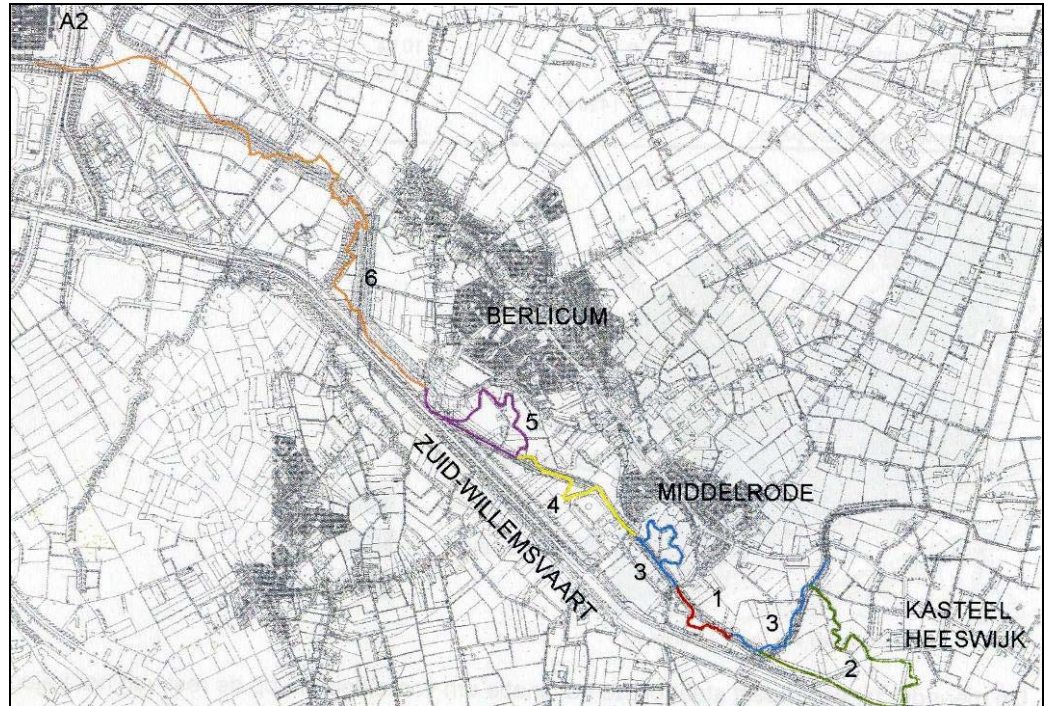 A2
6
BERLICUM
5
ZUID-WILLEMSVAART
4
MIDDELRODE
3
1
3
KASTEEL
HEESWIJK
2